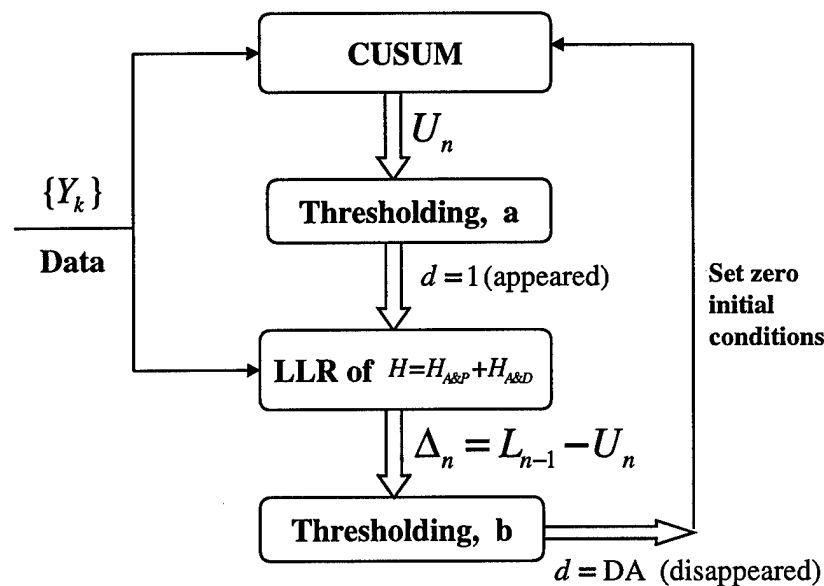 CUSUM
U_n
{Y_k}
Data
Thresholding, a
d = 1 (appeared)
Set zero
initial
conditions
LLR of H=H_{A&P}+H_{A&D}
Δ_n = L_{n-1} − U_n
Thresholding, b
d = DA (disappeared)